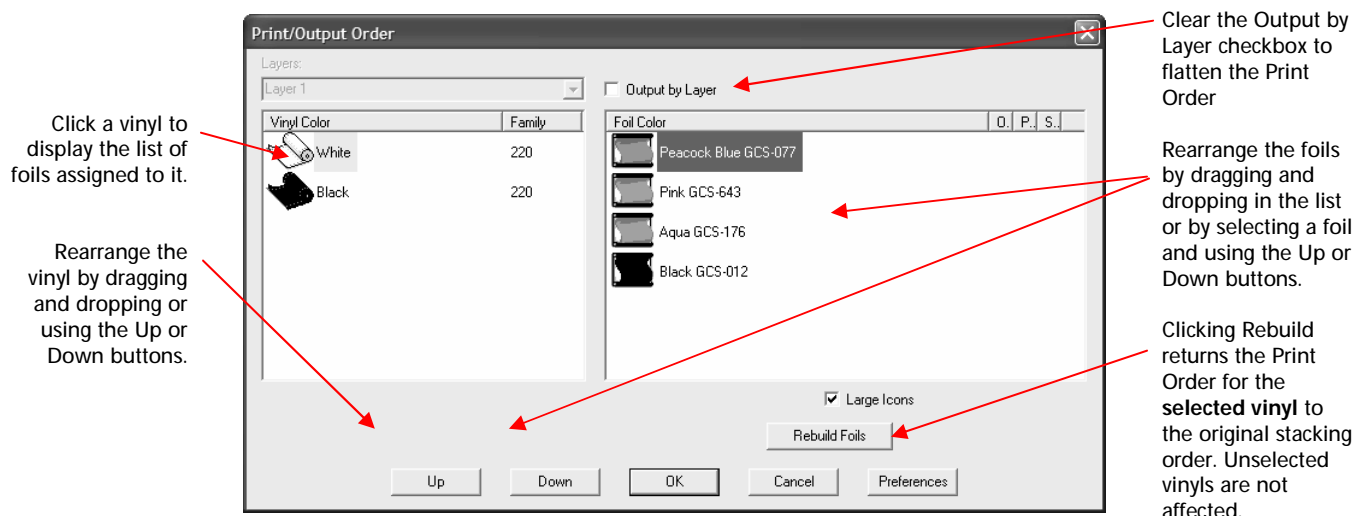 Print/Output Order
Layers:
Layer 1
Output by Layer
Vinyl Color
Family
White
220
Black
220
Foil Color
O.
P..
S..
Peacock Blue GCS-077
Pink GCS-643
Aqua GCS-176
Black GCS-012
Large Icons
Rebuild Foils
Up
Down
OK
Cancel
Preferences
Click a vinyl to
display the list of
foils assigned to it.
Rearrange the
vinyl by dragging
and dropping or
using the Up or
Down buttons.
Clear the Output by
Layer checkbox to
flatten the Print
Order
Rearrange the foils
by dragging and
dropping in the list
or by selecting a foil
and using the Up or
Down buttons.
Clicking Rebuild
returns the Print
Order for the
selected vinyl to
the original stacking
order. Unselected
vinyls are not
affected.